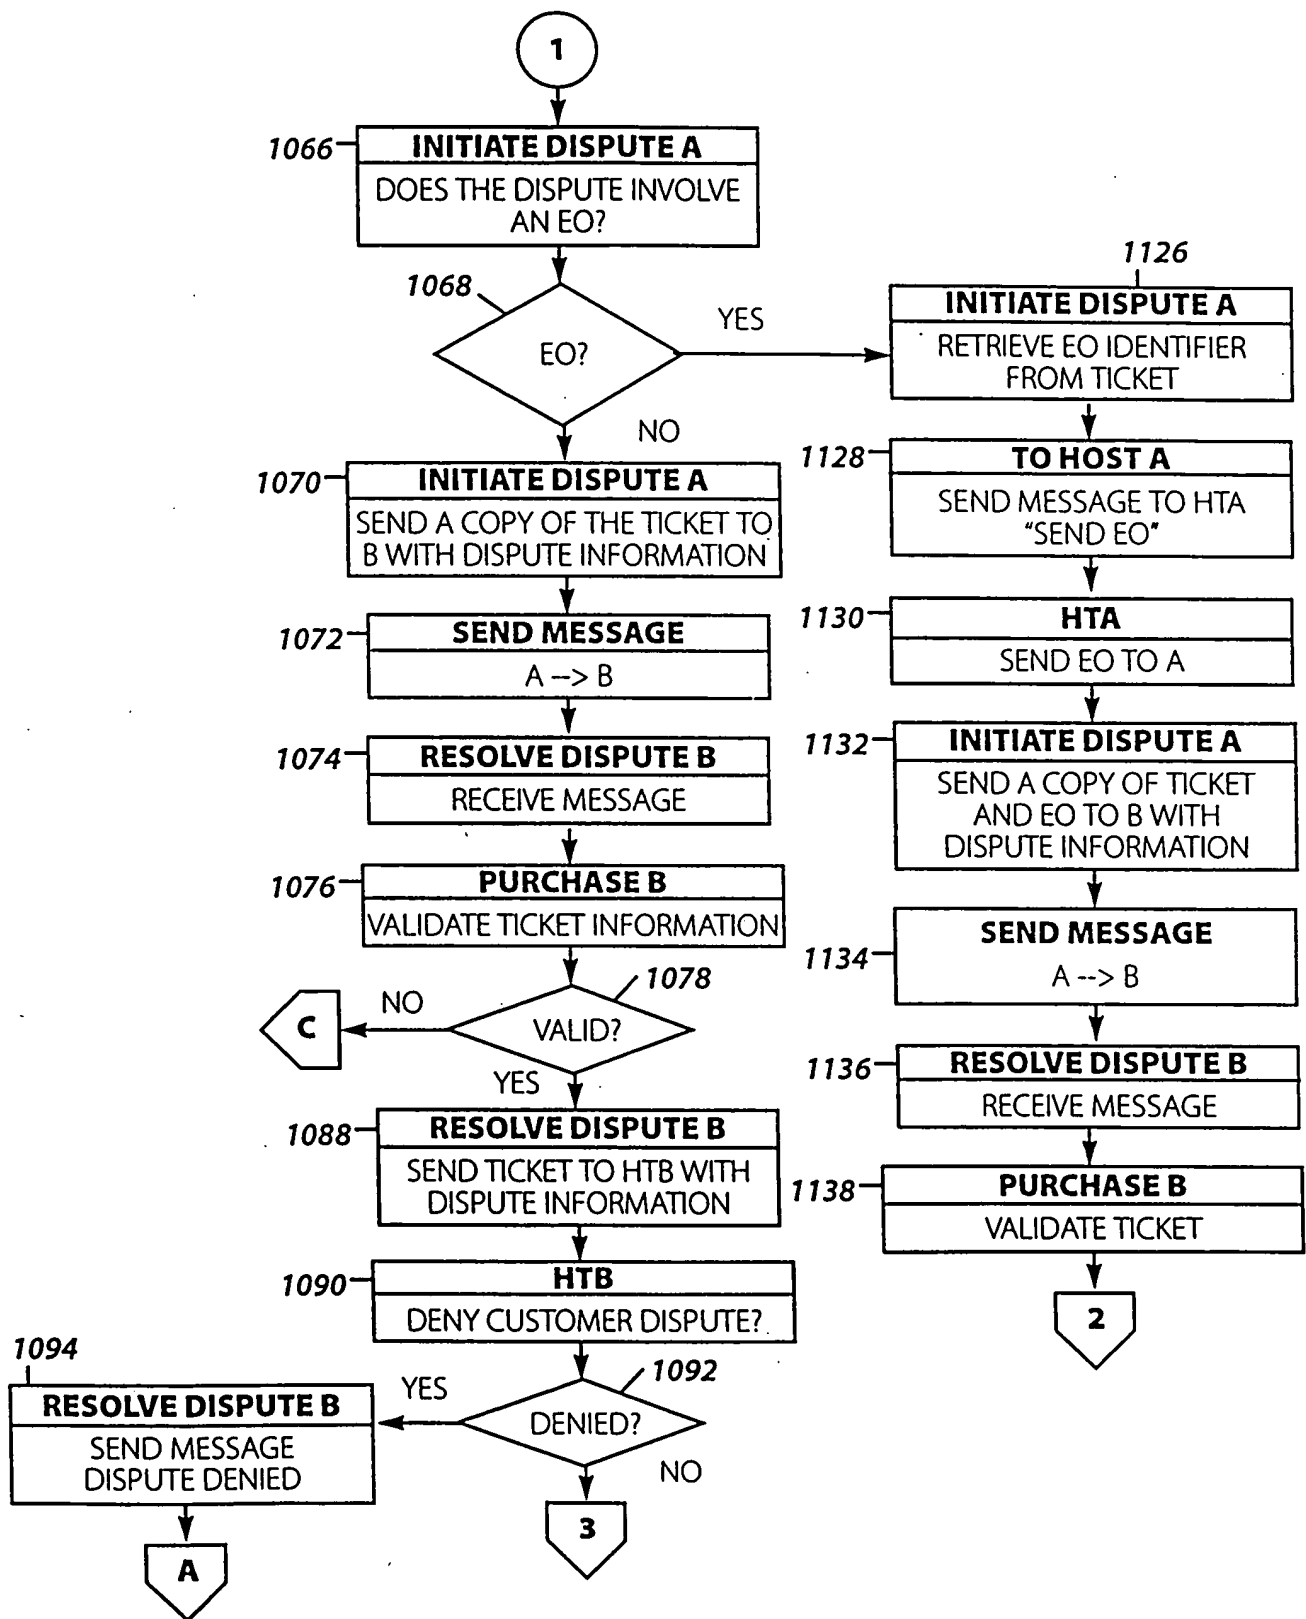 1
1066
INITIATE DISPUTE A
DOES THE DISPUTE INVOLVE
AN EO?
1068
EO?
YES
NO
1070
INITIATE DISPUTE A
SEND A COPY OF THE TICKET TO
B WITH DISPUTE INFORMATION
1072
SEND MESSAGE
A --> B
1074
RESOLVE DISPUTE B
RECEIVE MESSAGE
1076
PURCHASE B
VALIDATE TICKET INFORMATION
1078
VALID?
NO
C
YES
1088
RESOLVE DISPUTE B
SEND TICKET TO HTB WITH
DISPUTE INFORMATION
1090
HTB
DENY CUSTOMER DISPUTE?
1092
DENIED?
YES
NO
1094
RESOLVE DISPUTE B
SEND MESSAGE
DISPUTE DENIED
A
3
1126
INITIATE DISPUTE A
RETRIEVE EO IDENTIFIER
FROM TICKET
1128
TO HOST A
SEND MESSAGE TO HTA
"SEND EO"
1130
HTA
SEND EO TO A
1132
INITIATE DISPUTE A
SEND A COPY OF TICKET
AND EO TO B WITH
DISPUTE INFORMATION
1134
SEND MESSAGE
A --> B
1136
RESOLVE DISPUTE B
RECEIVE MESSAGE
1138
PURCHASE B
VALIDATE TICKET
2